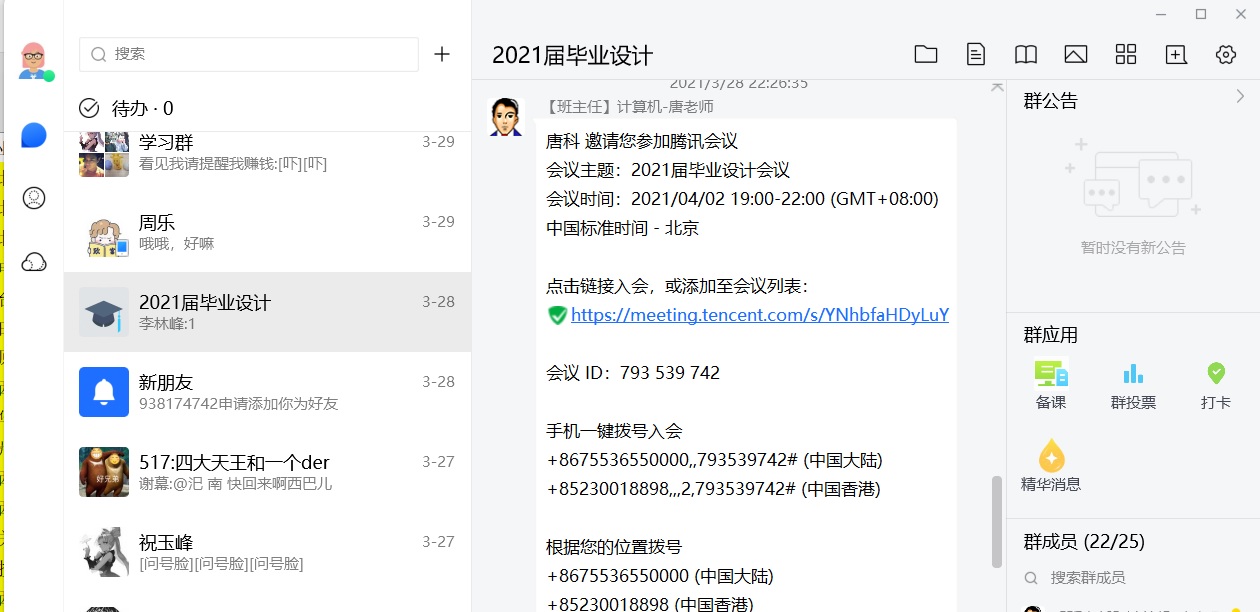 搜索
待办 · 0
学习群
3-29
看见我请提醒我赚钱:[吓][吓]
周乐
3-29
哦哦，好嘛
2021届毕业设计
3-28
李林峰:1
新朋友
3-28
938174742申请添加你为好友
517:四大天王和一个der
3-27
谢幕:@汜 南 快回来啊西巴儿
祝玉峰
3-27
[问号脸][问号脸][问号脸]
2021届毕业设计
2021/3/28 22:26:35
【班主任】计算机-唐老师
唐科 邀请您参加腾讯会议
会议主题：2021届毕业设计会议
会议时间：2021/04/02 19:00-22:00 (GMT+08:00)
中国标准时间 - 北京
点击链接入会，或添加至会议列表：
https://meeting.tencent.com/s/YNhbfaHDyLuY
会议 ID：793 539 742
手机一键拨号入会
+8675536550000,,793539742# (中国大陆)
+85230018898,,,2,793539742# (中国香港)
根据您的位置拨号
+8675536550000 (中国大陆)
+85230018898 (中国香港)
群公告
暂时没有新公告
群应用
备课
群投票
打卡
精华消息
群成员 (22/25)
搜索群成员